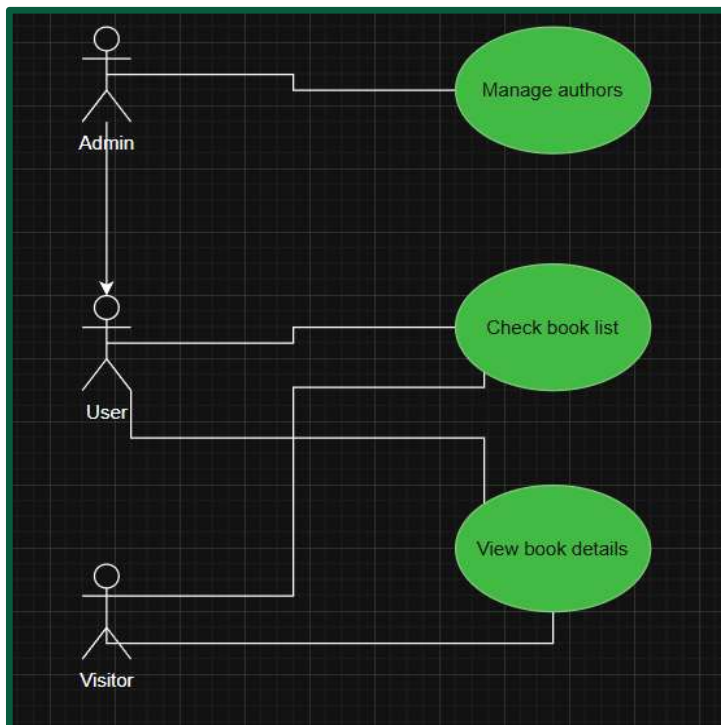 Manage authors
Admin
Check book list
User
View book details
Visitor